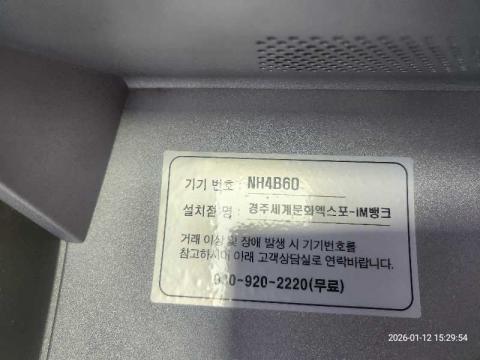 기기 번호 : NH4B60
설치점 명 : 경주세계문화엑스포-iM뱅크
거래 이상 및 장애 발생 시 기기번호를
참고하시어 아래 고객상담실로 연락바랍니다.
080-920-2220(무료)
2026-01-12 15:29:54